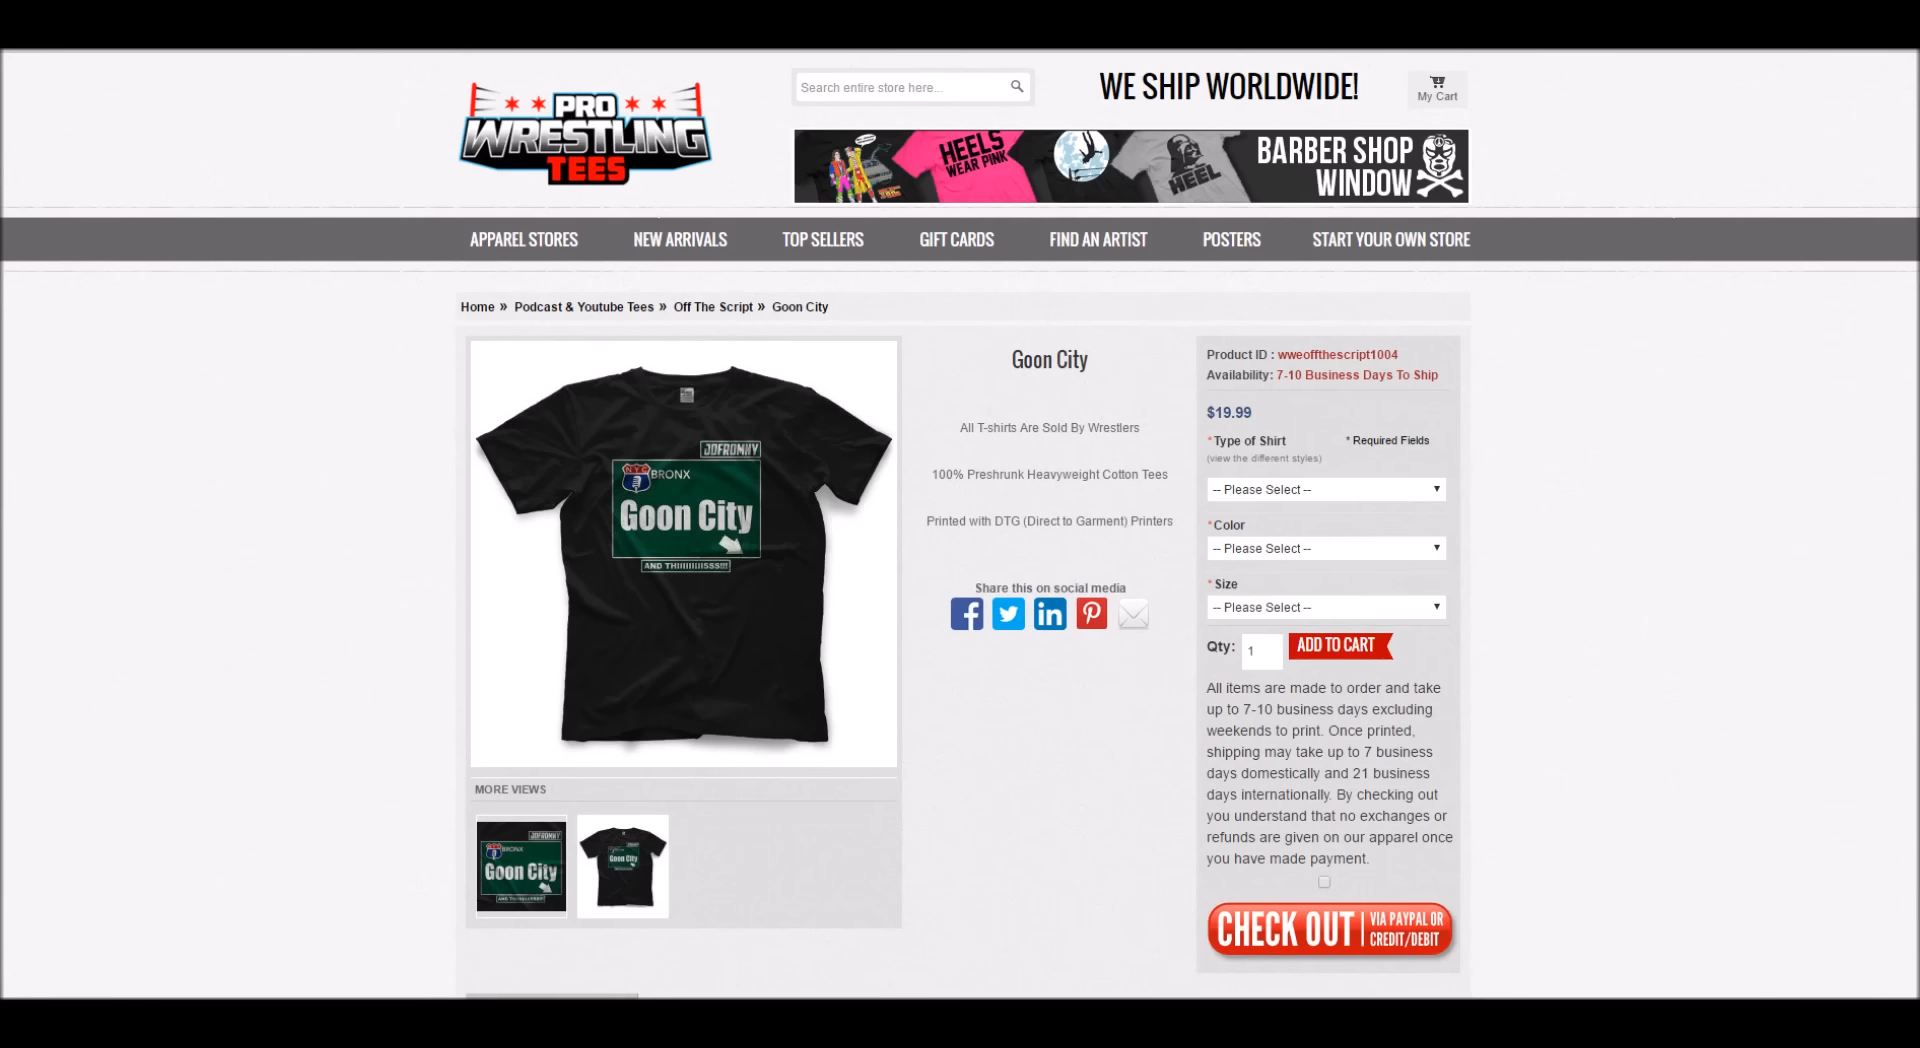 PRO
WRESTLING
TEES
Search entire store here...
WE SHIP WORLDWIDE!
My Cart
HEELS
WEAR PINK
HEEL
BARBER SHOP
WINDOW
APPAREL STORES
NEW ARRIVALS
TOP SELLERS
GIFT CARDS
FIND AN ARTIST
POSTERS
START YOUR OWN STORE
Home » Podcast & Youtube Tees » Off The Script » Goon City
JDFROMNY
NYC
BRONX
Goon City
AND THIIIIIIIIISSS!!!
MORE VIEWS
JDFROMNY
BRONX
Goon City
Goon City
Goon City
All T-shirts Are Sold By Wrestlers
100% Preshrunk Heavyweight Cotton Tees
Printed with DTG (Direct to Garment) Printers
Share this on social media
Product ID : wweoffthescript1004
Availability: 7-10 Business Days To Ship
$19.99
*Type of Shirt
* Required Fields
(view the different styles)
-- Please Select --
*Color
-- Please Select --
* Size
-- Please Select --
Qty: 1 ADD TO CART
All items are made to order and take
up to 7-10 business days excluding
weekends to print. Once printed,
shipping may take up to 7 business
days domestically and 21 business
days internationally. By checking out
you understand that no exchanges or
refunds are given on our apparel once
you have made payment.
CHECK OUT
VIA PAYPAL OR
CREDIT/DEBIT